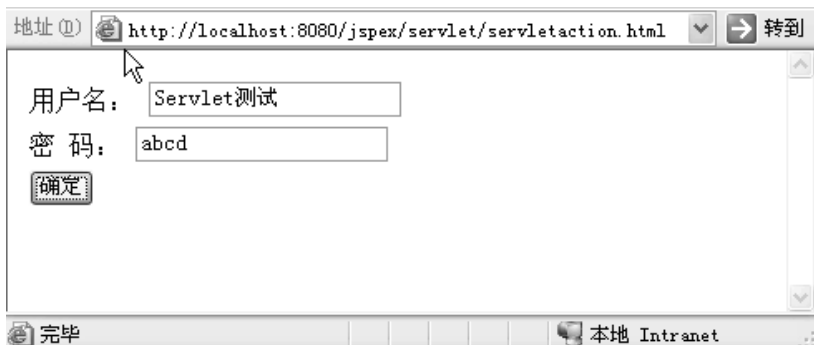 地址(D) http://localhost:8080/jspex/servlet/servletaction.html 转到
用户名： Servlet测试
密 码： abcd
确定
完毕 本地 Intranet